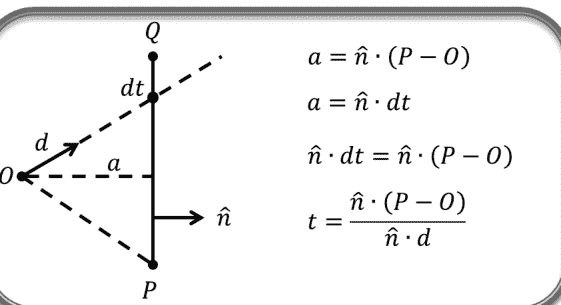 Q
dt
d
a
O
n̂
P
a = n̂ · (P − O)
a = n̂ · dt
n̂ · dt = n̂ · (P − O)
t = n̂ · (P − O) / n̂ · d